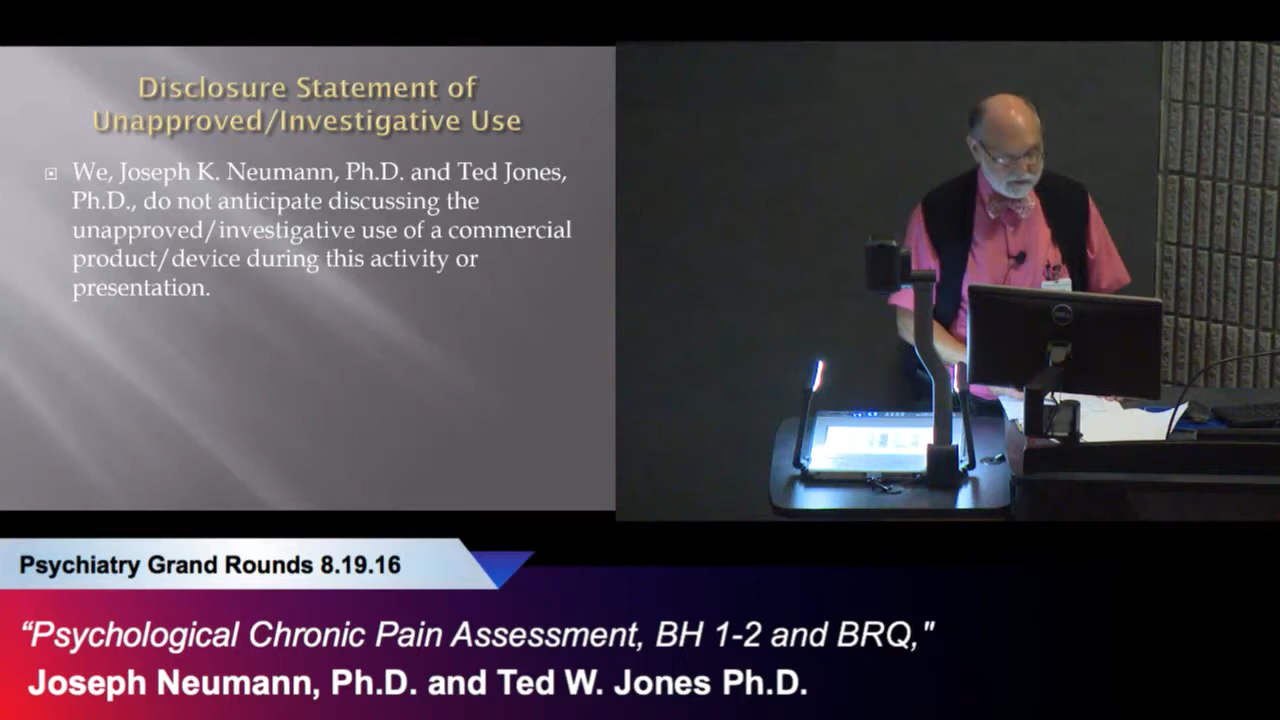 Disclosure Statement of
Unapproved/Investigative Use
We, Joseph K. Neumann, Ph.D. and Ted Jones,
Ph.D., do not anticipate discussing the
unapproved/investigative use of a commercial
product/device during this activity or
presentation.
DELL
Psychiatry Grand Rounds 8.19.16
“Psychological Chronic Pain Assessment, BH 1-2 and BRQ,"
Joseph Neumann, Ph.D. and Ted W. Jones Ph.D.